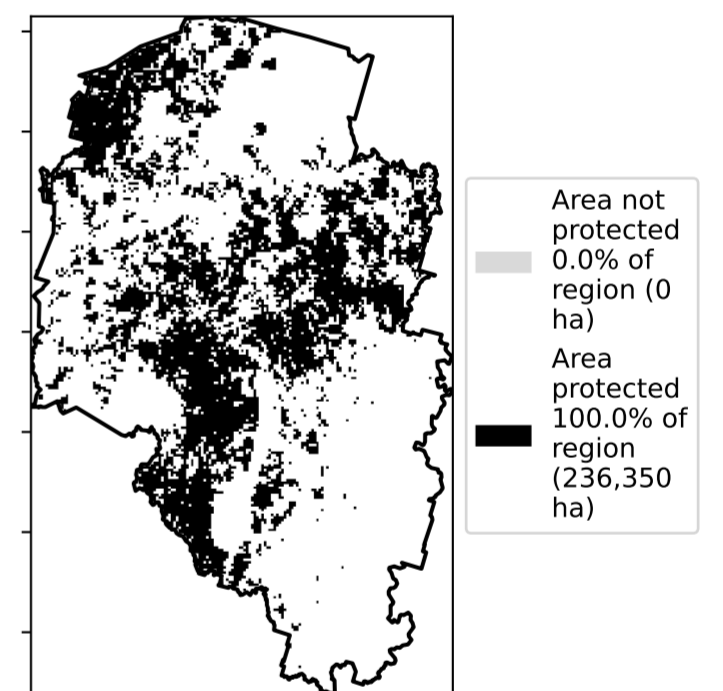 Area not
protected
0.0% of
region (0
ha)
Area
protected
100.0% of
region
(236,350
ha)